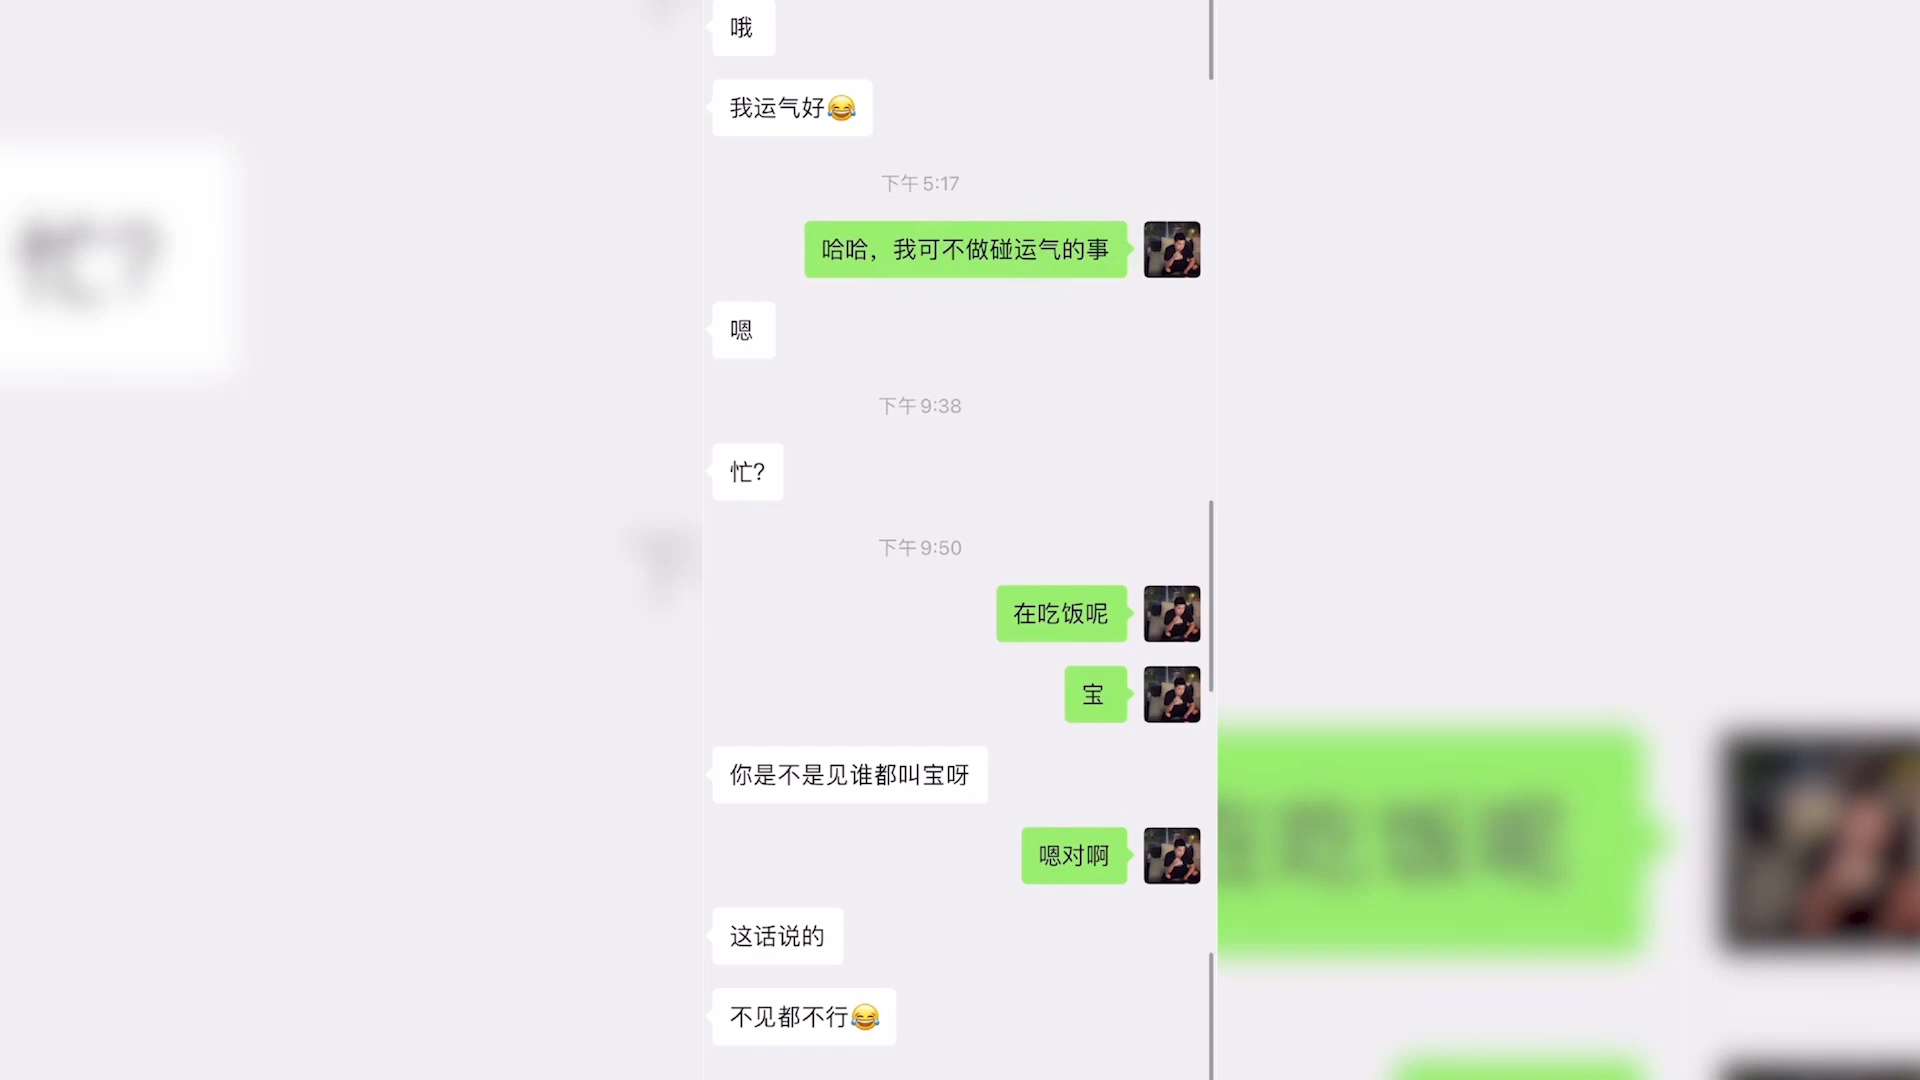 哦
我运气好😂
下午 5:17
哈哈，我可不做碰运气的事
嗯
下午 9:38
忙?
下午 9:50
在吃饭呢
宝
你是不是见谁都叫宝呀
嗯对啊
这话说的
不见都不行😂